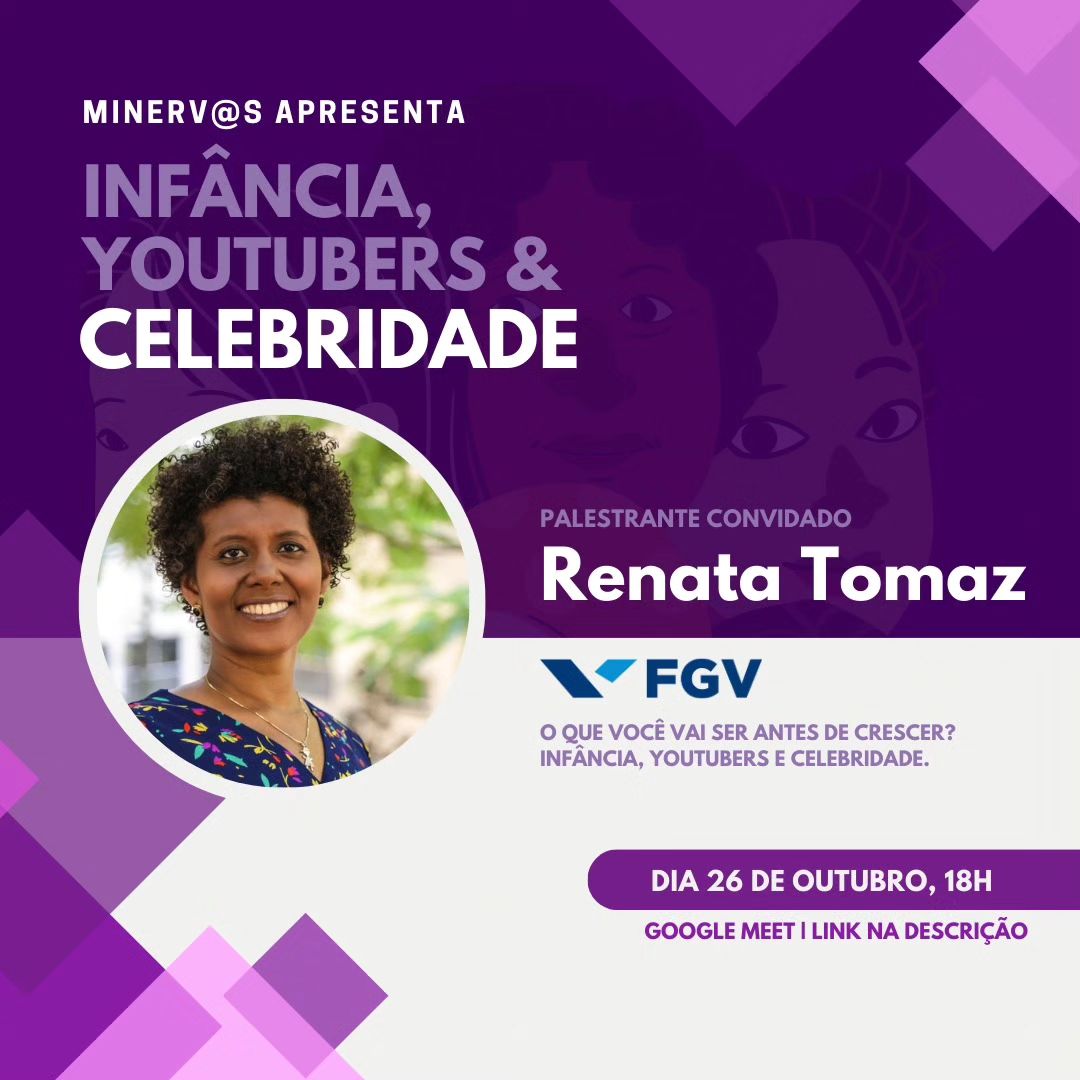 MINERV@S APRESENTA
INFÂNCIA,
YOUTUBERS &
CELEBRIDADE
PALESTRANTE CONVIDADO
Renata Tomaz
FGV
O QUE VOCÊ VAI SER ANTES DE CRESCER?
INFÂNCIA, YOUTUBERS E CELEBRIDADE.
DIA 26 DE OUTUBRO, 18H
GOOGLE MEET | LINK NA DESCRIÇÃO